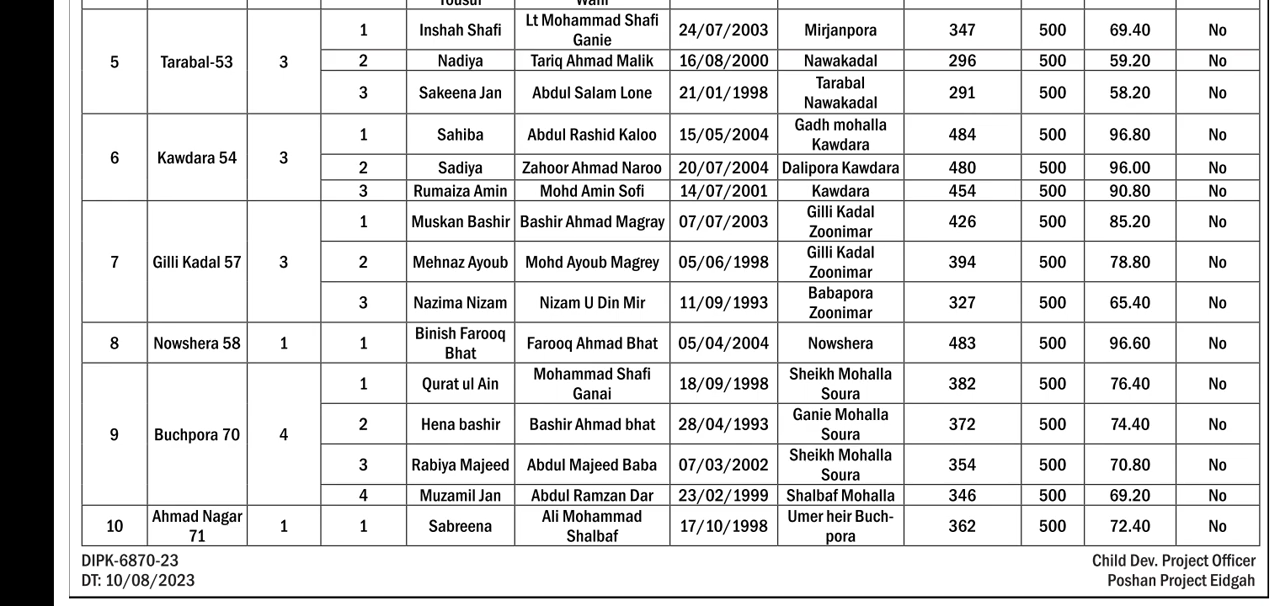 Yousuf Wani
5 Tarabal-53 3 1 Inshah Shafi Lt Mohammad Shafi Ganie 24/07/2003 Mirjanpora 347 500 69.40 No
2 Nadiya Tariq Ahmad Malik 16/08/2000 Nawakadal 296 500 59.20 No
3 Sakeena Jan Abdul Salam Lone 21/01/1998 Tarabal Nawakadal 291 500 58.20 No
6 Kawdara 54 3 1 Sahiba Abdul Rashid Kaloo 15/05/2004 Gadh mohalla Kawdara 484 500 96.80 No
2 Sadiya Zahoor Ahmad Naroo 20/07/2004 Dalipora Kawdara 480 500 96.00 No
3 Rumaiza Amin Mohd Amin Sofi 14/07/2001 Kawdara 454 500 90.80 No
7 Gilli Kadal 57 3 1 Muskan Bashir Bashir Ahmad Magray 07/07/2003 Gilli Kadal Zoonimar 426 500 85.20 No
2 Mehnaz Ayoub Mohd Ayoub Magrey 05/06/1998 Gilli Kadal Zoonimar 394 500 78.80 No
3 Nazima Nizam Nizam U Din Mir 11/09/1993 Babapora Zoonimar 327 500 65.40 No
8 Nowshera 58 1 1 Binish Farooq Bhat Farooq Ahmad Bhat 05/04/2004 Nowshera 483 500 96.60 No
9 Buchpora 70 4 1 Qurat ul Ain Mohammad Shafi Ganai 18/09/1998 Sheikh Mohalla Soura 382 500 76.40 No
2 Hena bashir Bashir Ahmad bhat 28/04/1993 Ganie Mohalla Soura 372 500 74.40 No
3 Rabiya Majeed Abdul Majeed Baba 07/03/2002 Sheikh Mohalla Soura 354 500 70.80 No
4 Muzamil Jan Abdul Ramzan Dar 23/02/1999 Shalbaf Mohalla 346 500 69.20 No
10 Ahmad Nagar 71 1 1 Sabreena Ali Mohammad Shalbaf 17/10/1998 Umer heir Buch-pora 362 500 72.40 No
DIPK-6870-23 Child Dev. Project Officer
DT: 10/08/2023 Poshan Project Eidgah